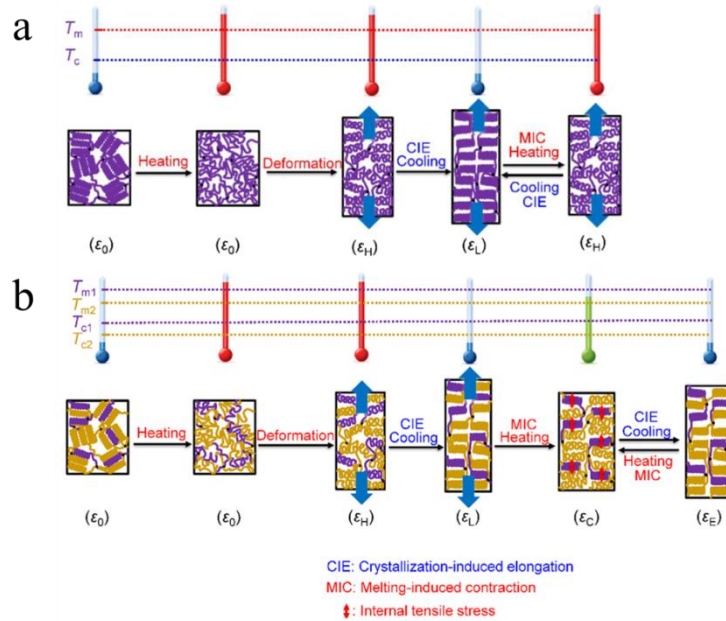 a
Tm
Tc
Heating
Deformation
CIE
Cooling
MIC
Heating
Cooling
CIE
(ε0)
(ε0)
(εH)
(εL)
(εH)
b
Tm1
Tm2
Tc1
Tc2
Heating
Deformation
CIE
Cooling
MIC
Heating
CIE
Cooling
Heating
MIC
(ε0)
(ε0)
(εH)
(εL)
(εC)
(εE)
CIE: Crystallization-induced elongation
MIC: Melting-induced contraction
: Internal tensile stress